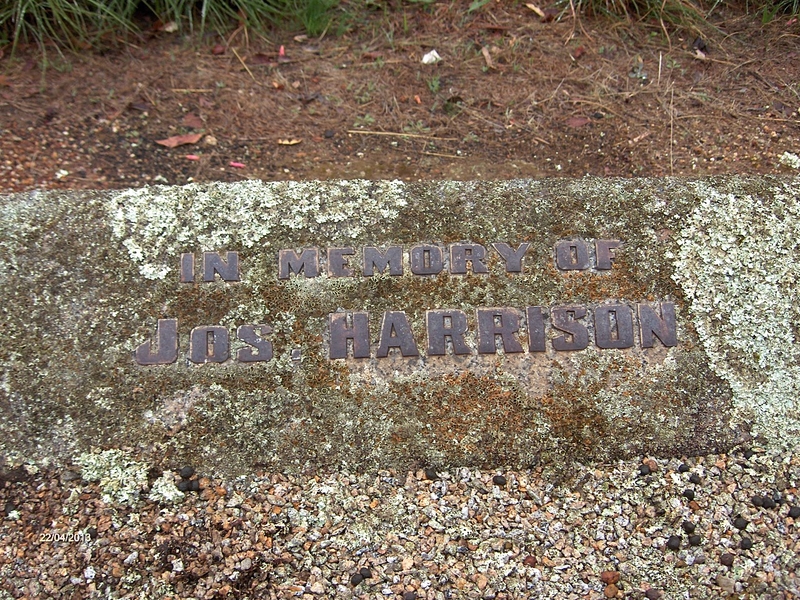 IN MEMORY OF
JOS. HARRISON
22/04/2013